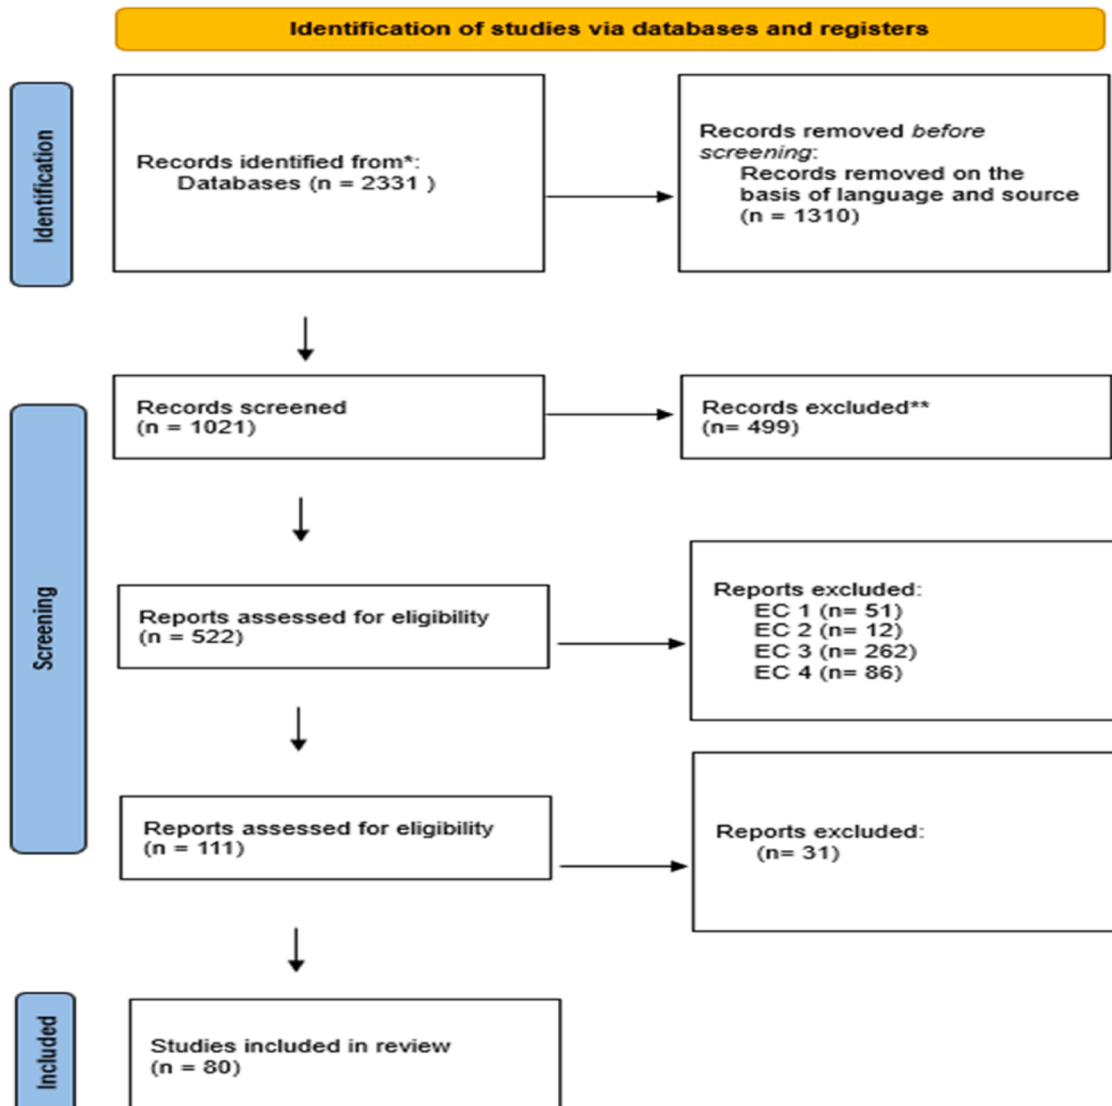 Identification of studies via databases and registers
Identification
Records identified from*:
Databases (n = 2331 )
Records removed before
screening:
Records removed on the
basis of language and source
(n = 1310)
Screening
Records screened
(n = 1021)
Records excluded**
(n= 499)
Reports assessed for eligibility
(n = 522)
Reports excluded:
EC 1 (n= 51)
EC 2 (n= 12)
EC 3 (n= 262)
EC 4 (n= 86)
Reports assessed for eligibility
(n = 111)
Reports excluded:
(n= 31)
Included
Studies included in review
(n = 80)